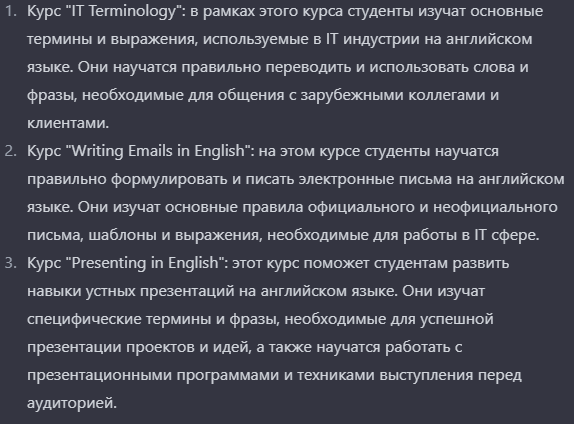 1. Курс "IT Terminology": в рамках этого курса студенты изучат основные
термины и выражения, используемые в IT индустрии на английском
языке. Они научатся правильно переводить и использовать слова и
фразы, необходимые для общения с зарубежными коллегами и
клиентами.
2. Курс "Writing Emails in English": на этом курсе студенты научатся
правильно формулировать и писать электронные письма на английском
языке. Они изучат основные правила официального и неофициального
письма, шаблоны и выражения, необходимые для работы в IT сфере.
3. Курс "Presenting in English": этот курс поможет студентам развить
навыки устных презентаций на английском языке. Они изучат
специфические термины и фразы, необходимые для успешной
презентации проектов и идей, а также научатся работать с
презентационными программами и техниками выступления перед
аудиторией.